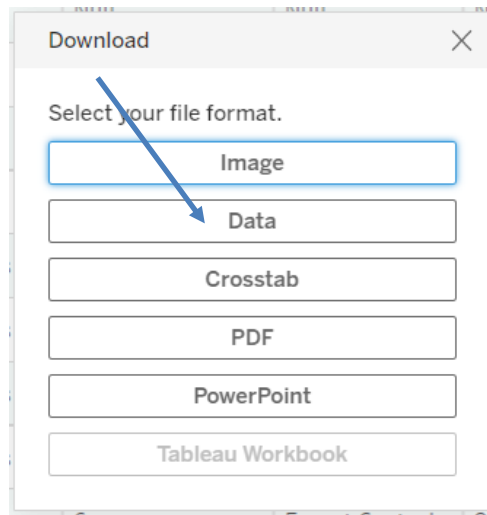 Download
Select your file format.
Image
Data
Crosstab
PDF
PowerPoint
Tableau Workbook